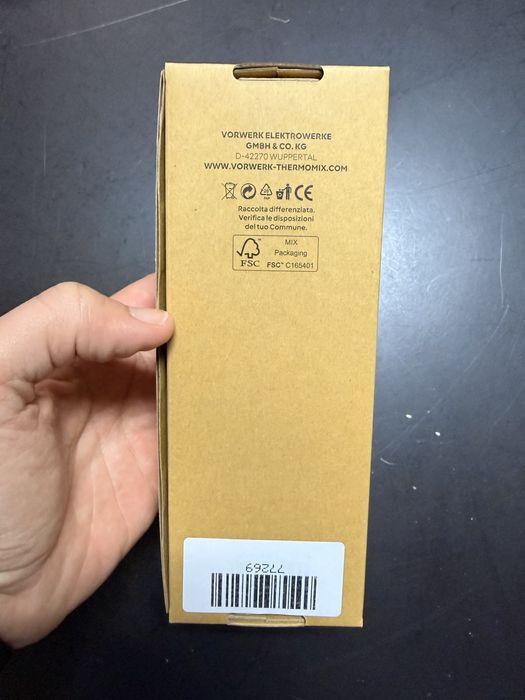 VORWERK ELEKTROWERKE
GMBH & CO. KG
D-42270 WUPPERTAL
WWW.VORWERK-THERMOMIX.COM
CE
Raccolta differenziata.
Verifica le disposizioni
del tuo Comune.
FSC
MIX
Packaging
FSC™ C165401
77269